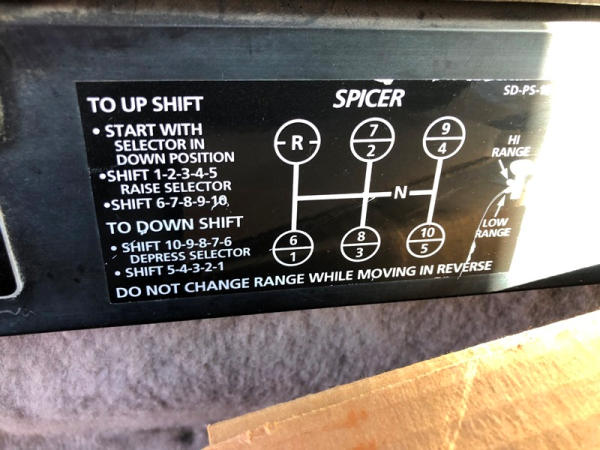 TO UP SHIFT
• START WITH
SELECTOR IN
DOWN POSITION
• SHIFT 1-2-3-4-5
RAISE SELECTOR
• SHIFT 6-7-8-9-10
TO DOWN SHIFT
• SHIFT 10-9-8-7-6
DEPRESS SELECTOR
• SHIFT 5-4-3-2-1
SPICER
R
7
2
9
4
N
6
1
8
3
10
5
HI
RANGE
LOW
RANGE
DO NOT CHANGE RANGE WHILE MOVING IN REVERSE